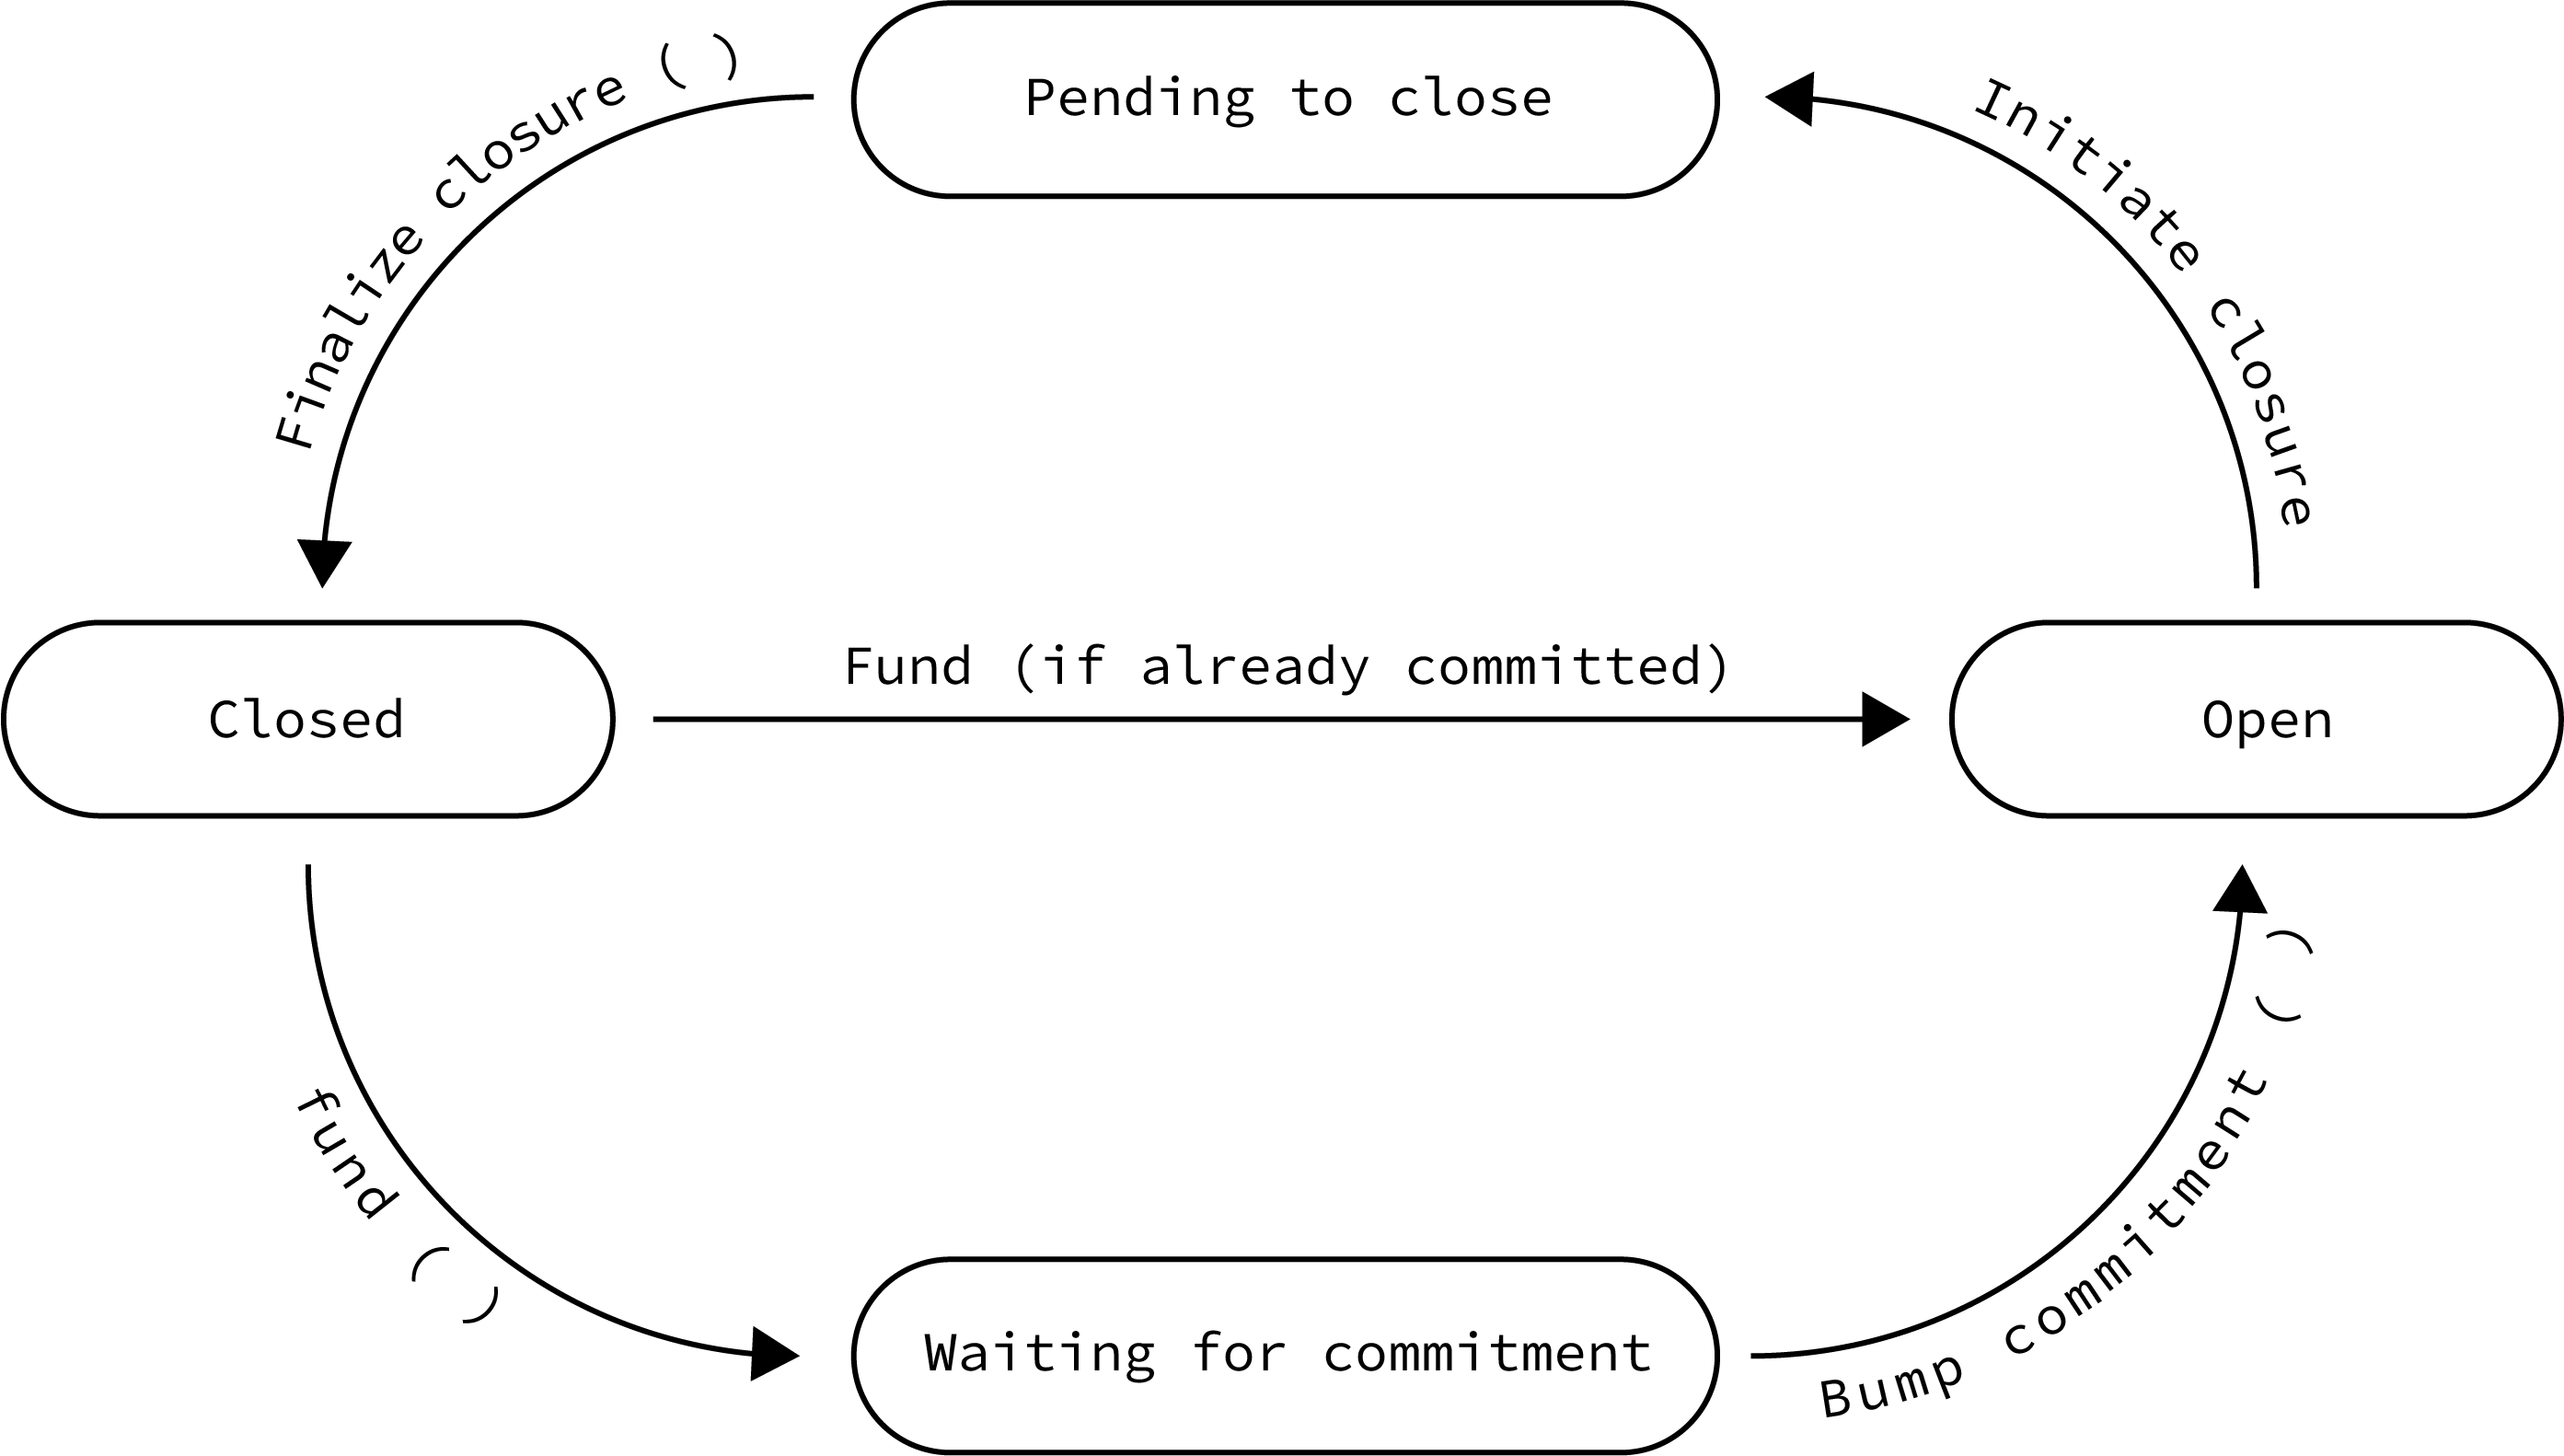 Pending to close
Finalize closure ( )
Initiate closure
Fund (if already committed)
Closed
Open
fund ( )
Bump commitment ( )
Waiting for commitment